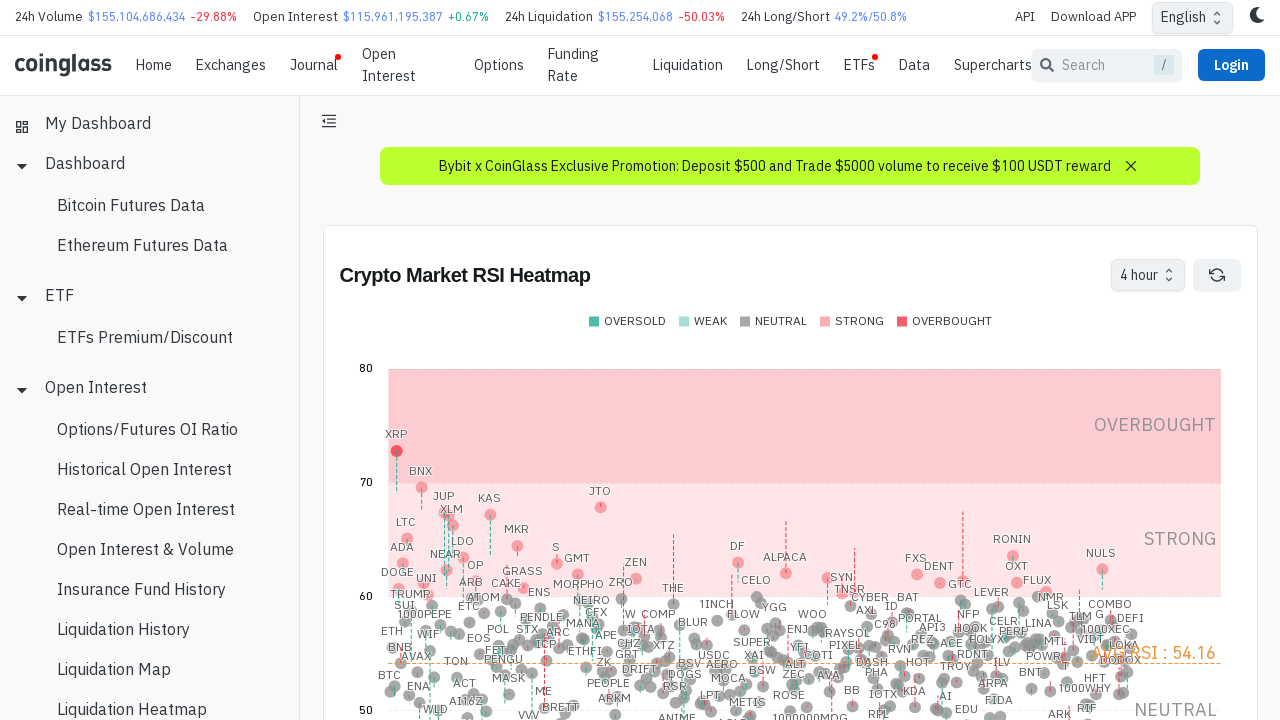 24h Volume $155,104,686,434 -29.88% Open Interest $115,961,195,387 +0.67% 24h Liquidation $155,254,068 -50.03% 24h Long/Short 49.2%/50.8% API Download APP English
coinglass Home Exchanges Journal Open Interest Options Funding Rate Liquidation Long/Short ETFs Data Supercharts Search / Login
My Dashboard
Dashboard
Bitcoin Futures Data
Ethereum Futures Data
ETF
ETFs Premium/Discount
Open Interest
Options/Futures OI Ratio
Historical Open Interest
Real-time Open Interest
Open Interest & Volume
Insurance Fund History
Liquidation History
Liquidation Map
Liquidation Heatmap
Bybit x CoinGlass Exclusive Promotion: Deposit $500 and Trade $5000 volume to receive $100 USDT reward
Crypto Market RSI Heatmap
4 hour
OVERSOLD WEAK NEUTRAL STRONG OVERBOUGHT
80
OVERBOUGHT
XRP
BNX
70
JUP
XLM
KAS
JTO
LTC
MKR
STRONG
ADA
NEAR
LDO
S
DF
RONIN
DOGE
UNI
OP
GRASS
GMT
ZEN
ALPACA
FXS
DENT
OXT
NULS
TRUMP
ARB
CAKE
ENS
MORPHO
ZRO
THE
CELO
SYN
TNSR
GTC
LEVER
FLUX
60
SUI
ATOM
ETC
NEIRO
CFX
1INCH
YGG
CYBER
BAT
ID
NMR
LSK
COMBO
1000PEPE
POL
STX
PENDLE
MANA
W
COMP
FLOW
WOO
AXL
C98
PORTAL
NFP
CELR
LINA
TLM
G
DEFI
ETH
WIF
EOS
ARC
APE
IOTA
BLUR
ENJ
RAYSOL
API3
HOOK
PERP
1000XEC
BNB
AVAX
FET
ICP
ETHFI
CHZ
XTZ
SUPER
YFI
PIXEL
REZ
ACE
POLYX
MTL
VIDT
LOKA
AVG RSI : 54.16
TON
PENGU
ZK
GRT
BSV
USDC
AERO
XAI
ALT
COTI
DASH
RVN
HOT
RDNT
TROY
ILV
POWR
DODOX
BTC
ENA
ACT
MASK
PEOPLE
DRIFT
DOGS
RSR
MOCA
BSW
ZEC
AVA
PHA
ARPA
BNT
HFT
WLD
AI16Z
ME
BRETT
ARKM
LPT
METIS
ROSE
BB
IOTX
KDA
AI
FIDA
1000WHY
50
VVV
ANIME
1000000MOG
RPL
EDU
ARK
RIF
NEUTRAL